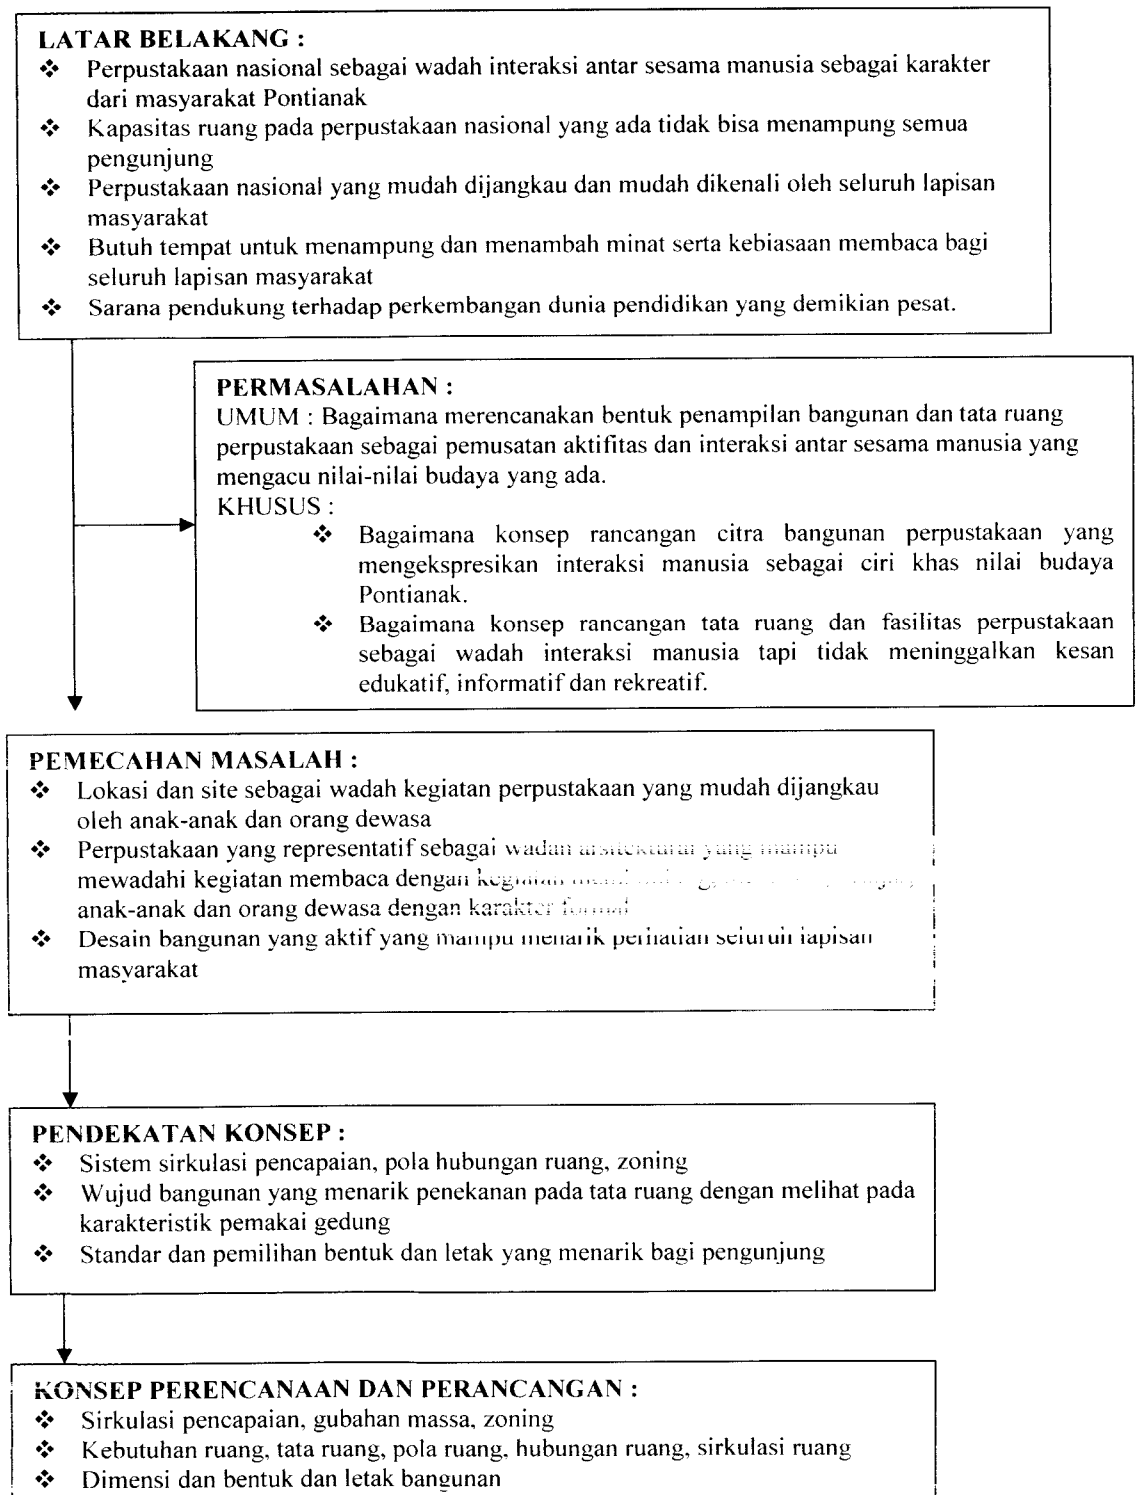 LATAR BELAKANG :
❖ Perpustakaan nasional sebagai wadah interaksi antar sesama manusia sebagai karakter
dari masyarakat Pontianak
❖ Kapasitas ruang pada perpustakaan nasional yang ada tidak bisa menampung semua
pengunjung
❖ Perpustakaan nasional yang mudah dijangkau dan mudah dikenali oleh seluruh lapisan
masyarakat
❖ Butuh tempat untuk menampung dan menambah minat serta kebiasaan membaca bagi
seluruh lapisan masyarakat
❖ Sarana pendukung terhadap perkembangan dunia pendidikan yang demikian pesat.
PERMASALAHAN :
UMUM : Bagaimana merencanakan bentuk penampilan bangunan dan tata ruang
perpustakaan sebagai pemusatan aktifitas dan interaksi antar sesama manusia yang
mengacu nilai-nilai budaya yang ada.
KHUSUS :
❖ Bagaimana konsep rancangan citra bangunan perpustakaan yang
mengekspresikan interaksi manusia sebagai ciri khas nilai budaya
Pontianak.
❖ Bagaimana konsep rancangan tata ruang dan fasilitas perpustakaan
sebagai wadah interaksi manusia tapi tidak meninggalkan kesan
edukatif, informatif dan rekreatif.
PEMECAHAN MASALAH :
❖ Lokasi dan site sebagai wadah kegiatan perpustakaan yang mudah dijangkau
oleh anak-anak dan orang dewasa
❖ Perpustakaan yang representatif sebagai wadah arsitektural yang mampu
mewadahi kegiatan membaca dengan kegiatan
anak-anak dan orang dewasa dengan karakter formal
❖ Desain bangunan yang aktif yang mampu menarik perhatian seluruh lapisan
masyarakat
PENDEKATAN KONSEP :
❖ Sistem sirkulasi pencapaian, pola hubungan ruang, zoning
❖ Wujud bangunan yang menarik penekanan pada tata ruang dengan melihat pada
karakteristik pemakai gedung
❖ Standar dan pemilihan bentuk dan letak yang menarik bagi pengunjung
KONSEP PERENCANAAN DAN PERANCANGAN :
❖ Sirkulasi pencapaian, gubahan massa, zoning
❖ Kebutuhan ruang, tata ruang, pola ruang, hubungan ruang, sirkulasi ruang
❖ Dimensi dan bentuk dan letak bangunan